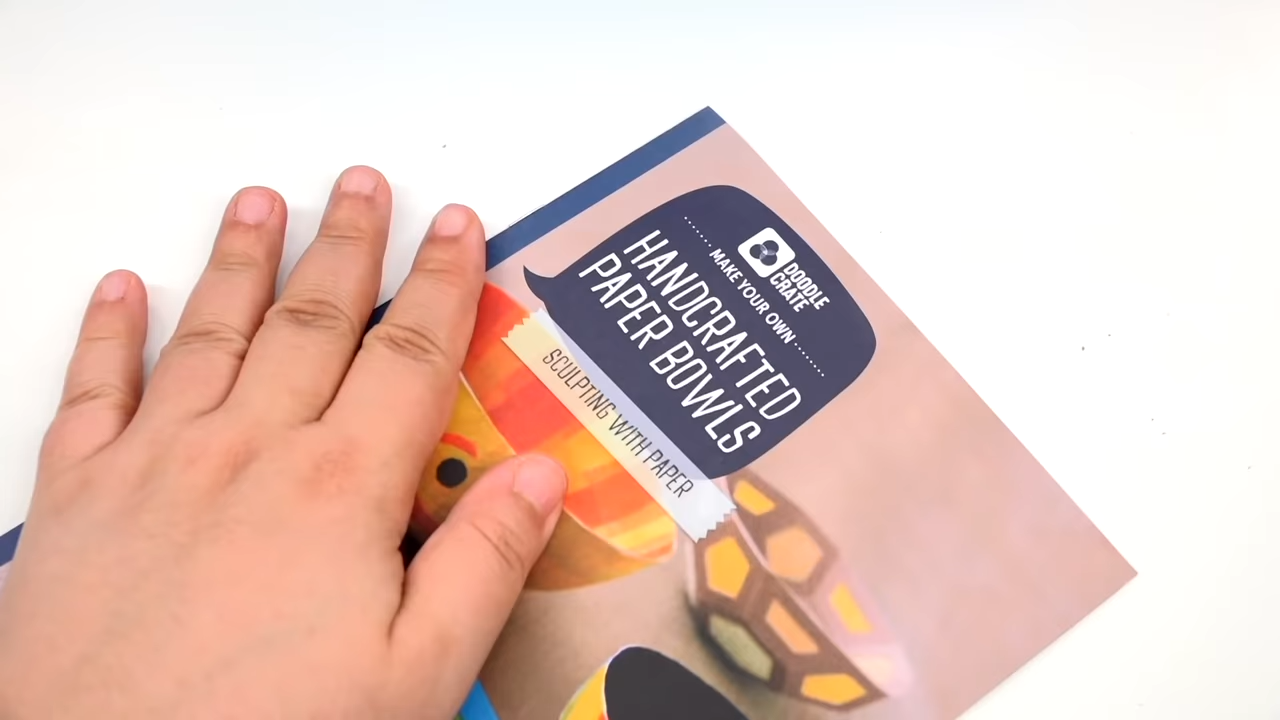 DOODLE
CRATE
MAKE YOUR OWN
HANDCRAFTED
PAPER BOWLS
SCULPTING WITH PAPER